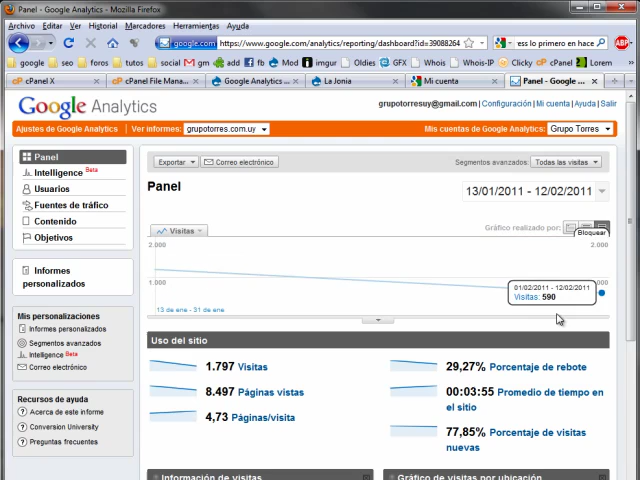 Panel - Google Analytics - Mozilla Firefox
Archivo Editar Ver Historial Marcadores Herramientas Ayuda
google.com https://www.google.com/analytics/reporting/dashboard?id=39088264 ess lo primero en hace ABP
google seo foros utiles tutos social gm add fb Mod imgur Oldies GFX Whois Whois-IP Clicky cPanel Lorem
cPanel X cPanel File Mana... Google Analytics ... La Jonia Mi cuenta Panel - Google ...
Google Analytics
grupotorresuy@gmail.com | Configuración | Mi cuenta | Ayuda | Salir
Ajustes de Google Analytics Ver informes: grupotorres.com.uy Mis cuentas de Google Analytics: Grupo Torres
Panel
Intelligence Beta
Usuarios
Fuentes de tráfico
Contenido
Objetivos
Informes
personalizados
Mis personalizaciones
Informes personalizados
Segmentos avanzados
Intelligence Beta
Correo electrónico
Recursos de ayuda
Acerca de este informe
Conversion University
Preguntas frecuentes
Exportar Correo electrónico Segmentos avanzados: Todas las visitas
Panel
13/01/2011 - 12/02/2011
Visitas
Gráfico realizado por:
Bloquear
2.000 2.000
1.000
01/02/2011 - 12/02/2011
Visitas: 590
13 de ene - 31 de ene
Uso del sitio
1.797 Visitas
8.497 Páginas vistas
4,73 Páginas/visita
29,27% Porcentaje de rebote
00:03:55 Promedio de tiempo en
el sitio
77,85% Porcentaje de visitas
nuevas
Información de visitas
Gráfico de visitas por ubicación